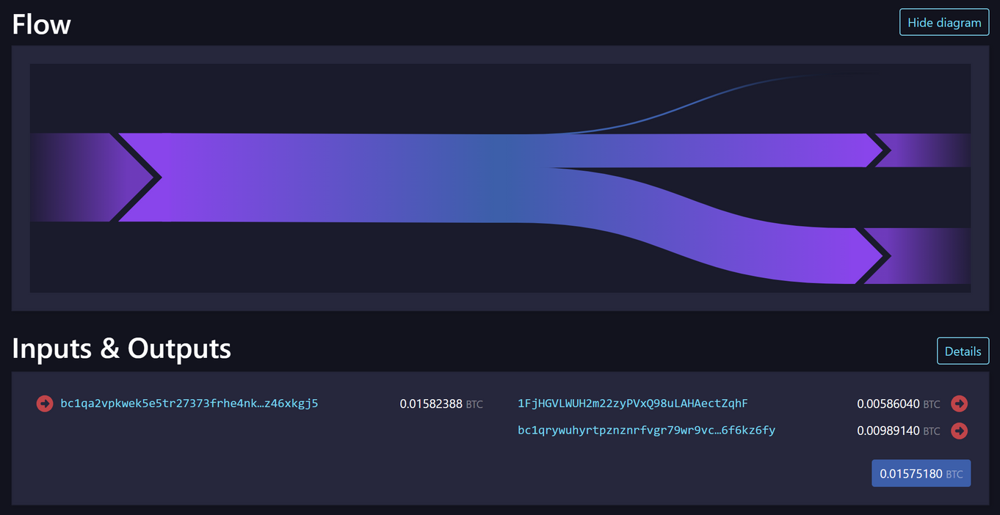 Flow
Hide diagram
Inputs & Outputs
Details
bc1qa2vpkwek5e5tr27373frhe4nk…z46xkgj5 0.01582388 BTC
1FjHGVLWUH2m22zyPVxQ98uLAHAectZqhF 0.00586040 BTC
bc1qrywuhyrtpznznrfvgr79wr9vc…6f6kz6fy 0.00989140 BTC
0.01575180 BTC